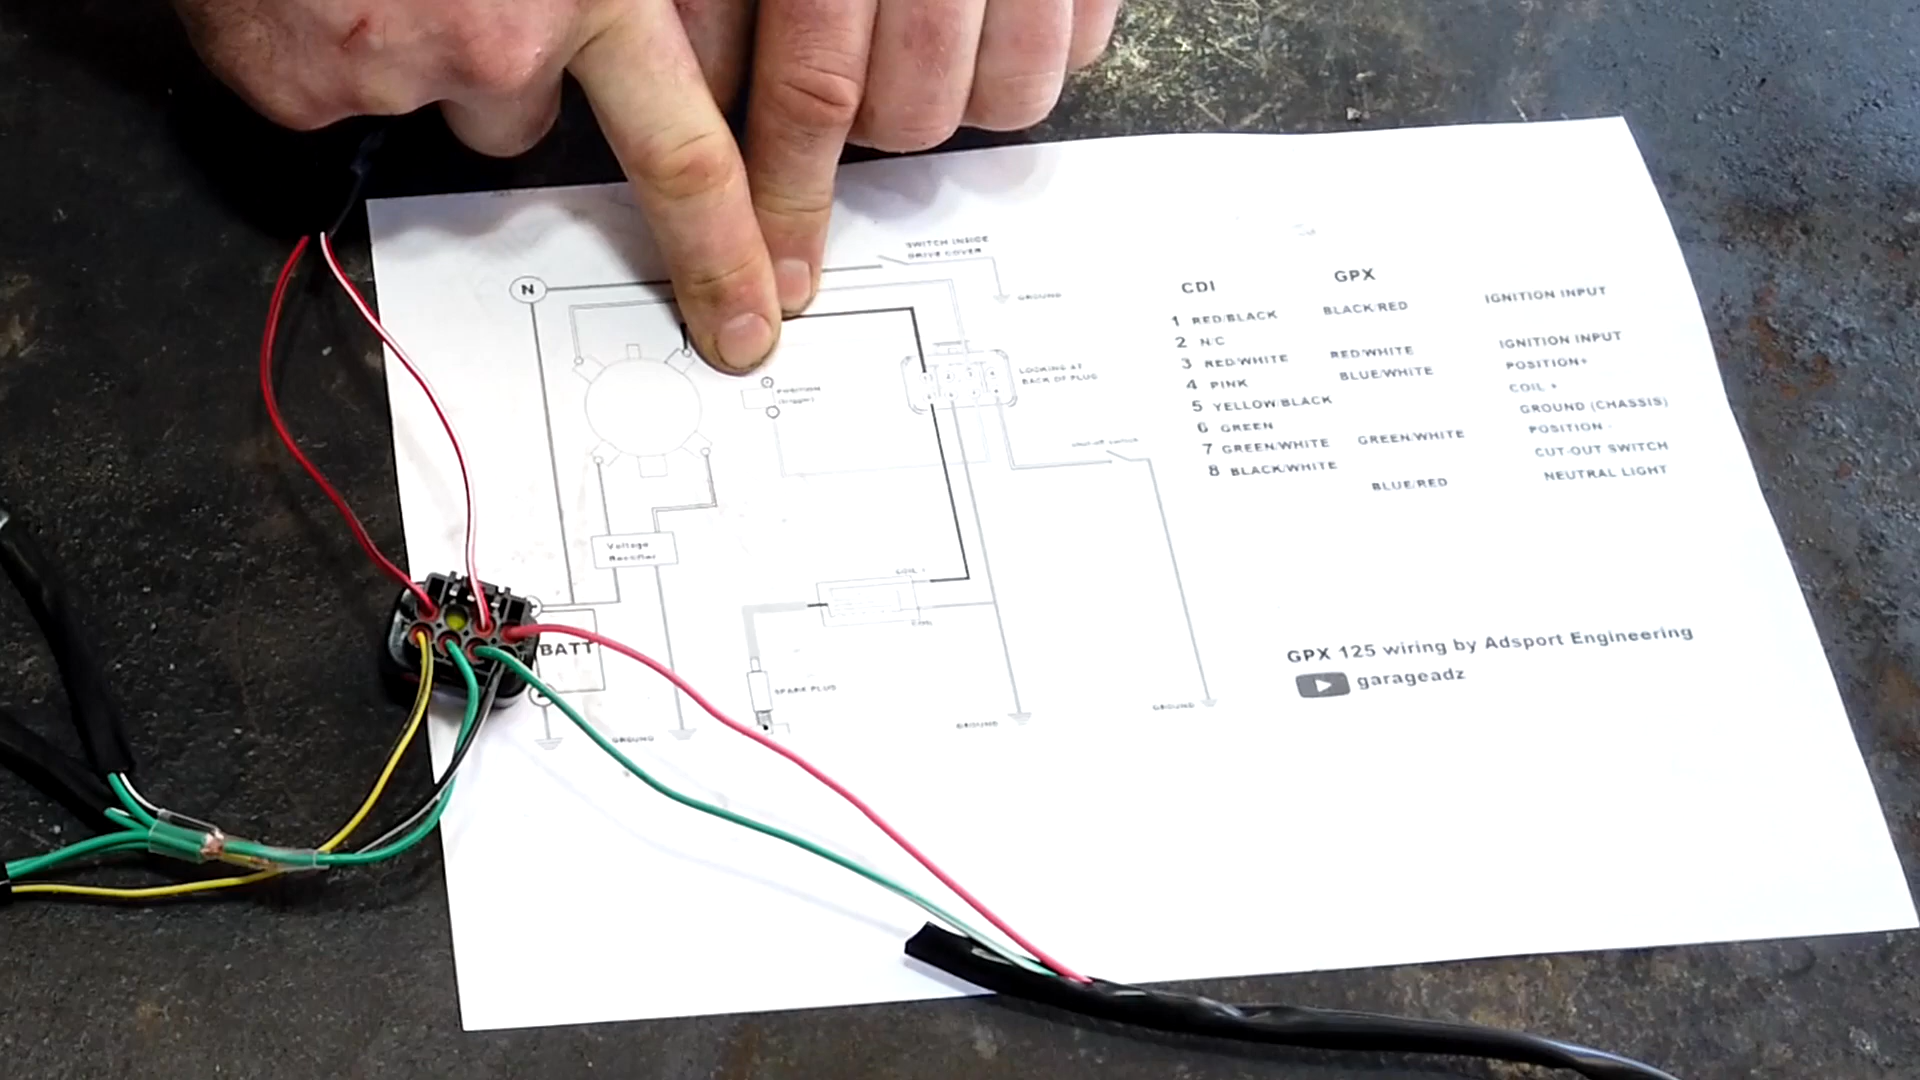 SWITCH INSIDE
DRIVE COVER
N
GROUND
LOOKING AT
BACK OF PLUG
POSITION
(trigger)
Voltage
Rectifier
COIL +
BATT
SPARK PLUG
GROUND
GROUND
GROUND
CDI GPX
1 RED/BLACK BLACK/RED IGNITION INPUT
2 N/C
3 RED/WHITE RED/WHITE IGNITION INPUT
4 PINK BLUE/WHITE POSITION+
5 YELLOW/BLACK COIL +
6 GREEN GROUND (CHASSIS)
7 GREEN/WHITE GREEN/WHITE POSITION -
8 BLACK/WHITE CUT-OUT SWITCH
BLUE/RED NEUTRAL LIGHT
GPX 125 wiring by Adsport Engineering
garageadz